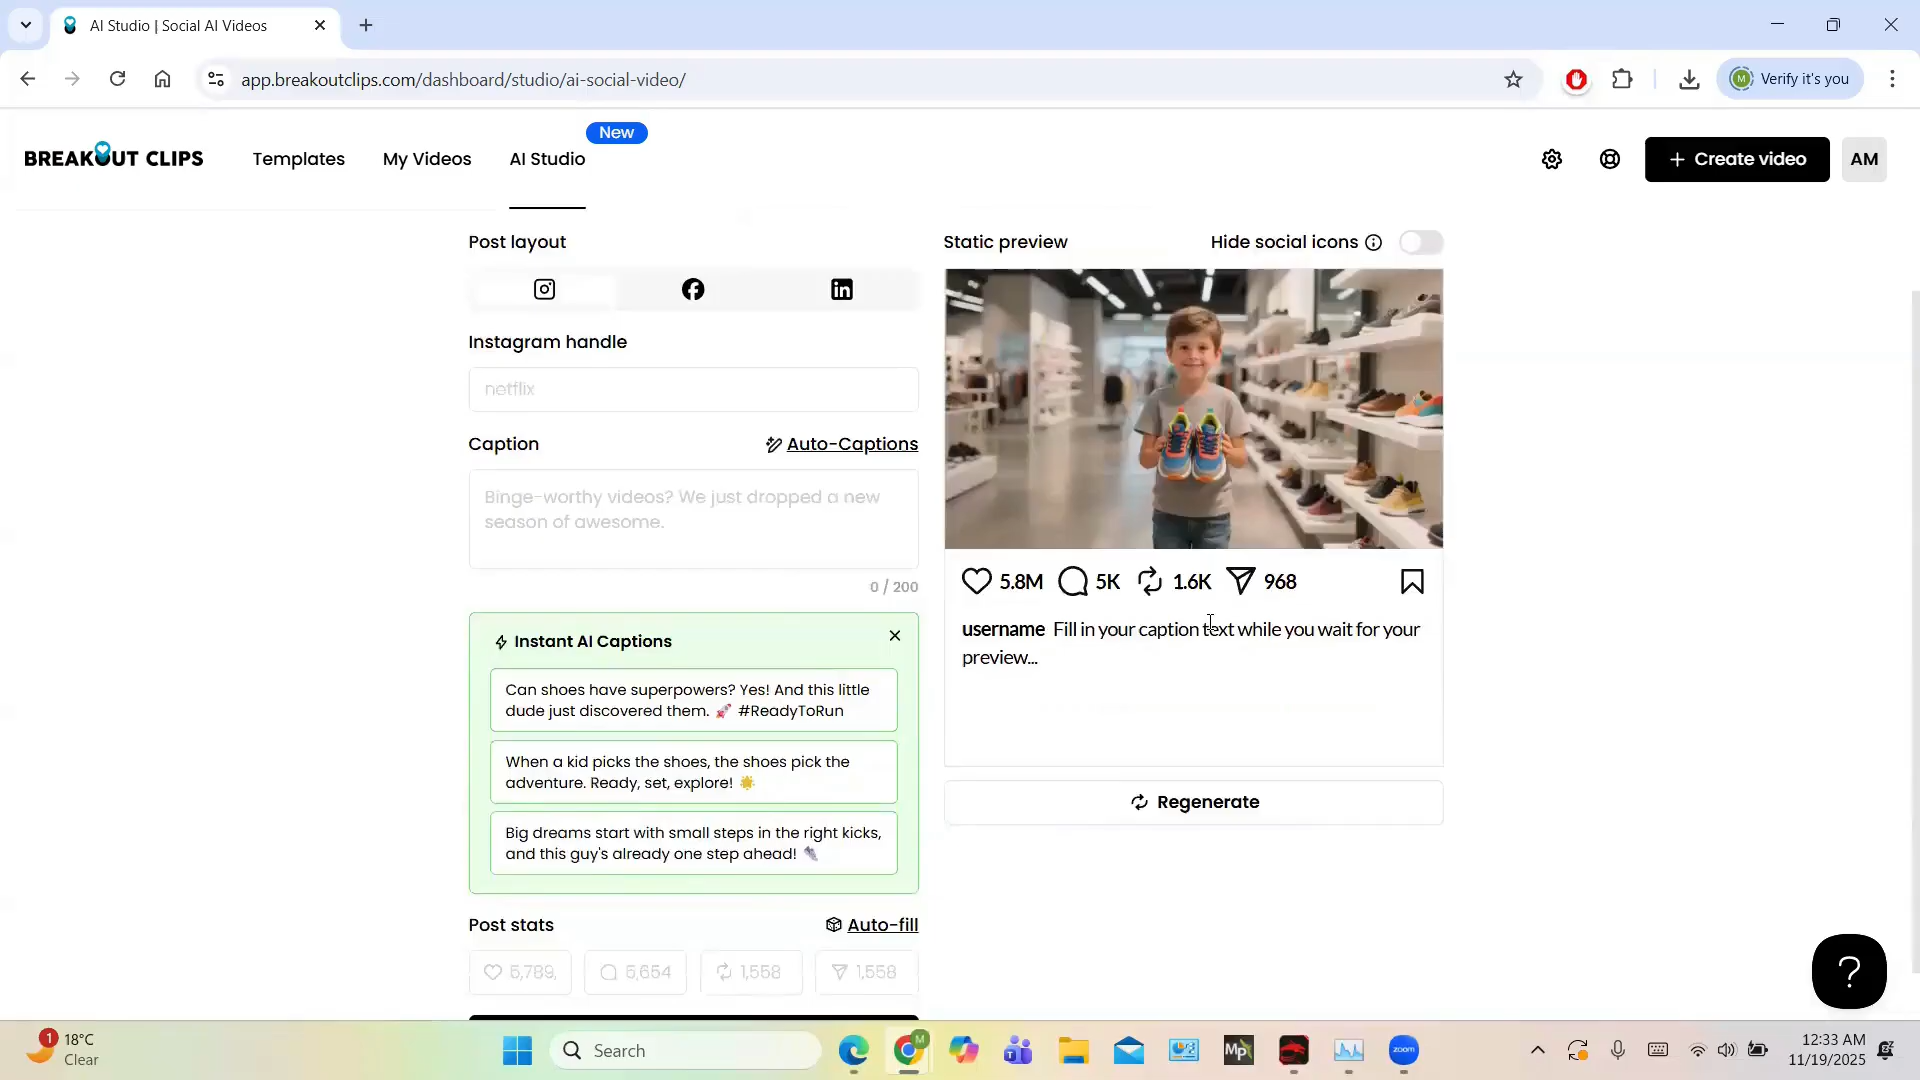 AI Studio | Social AI Videos
app.breakoutclips.com/dashboard/studio/ai-social-video/
M
Verify it's you
New
BREAKOUT CLIPS
Templates
My Videos
AI Studio
Create video
AM
Post layout
Static preview
Hide social icons
Instagram handle
netflix
Caption
Auto-Captions
Binge-worthy videos? We just dropped a new
season of awesome.
0 / 200
Instant AI Captions
Can shoes have superpowers? Yes! And this little
dude just discovered them. 🚀 #ReadyToRun
When a kid picks the shoes, the shoes pick the
adventure. Ready, set, explore! 🌟
Big dreams start with small steps in the right kicks,
and this guy's already one step ahead! 👟
Post stats
Auto-fill
5,789,
5,654
1,558
1,558
5.8M
5K
1.6K
968
username Fill in your caption text while you wait for your
preview...
Regenerate
?
1
18°C
Clear
Search
M
Mp
zoom
12:33 AM
11/19/2025